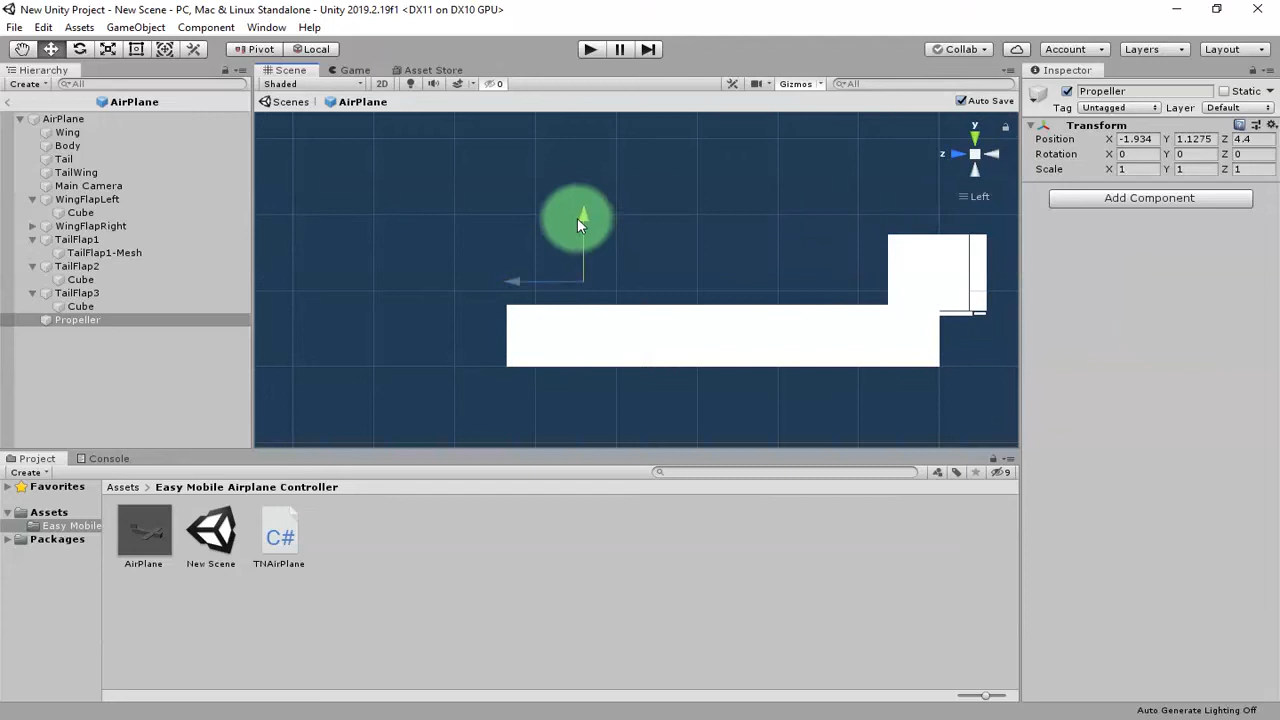 New Unity Project - New Scene - PC, Mac & Linux Standalone - Unity 2019.2.19f1 <DX11 on DX10 GPU>
File Edit Assets GameObject Component Window Help
Pivot Local Collab Account Layers Layout
Hierarchy Scene Game Asset Store Inspector
Create All Shaded 2D 0 Gizmos All Propeller Static
AirPlane Scenes AirPlane Auto Save Tag Untagged Layer Default
AirPlane
Wing
Body
Tail
TailWing
Main Camera
WingFlapLeft
Cube
WingFlapRight
TailFlap1
TailFlap1-Mesh
TailFlap2
Cube
TailFlap3
Cube
Propeller
y
z
Left
Transform
Position X -1.934 Y 1.1275 Z 4.4
Rotation X 0 Y 0 Z 0
Scale X 1 Y 1 Z 1
Add Component
Project Console
Create 9
Favorites
Assets
Easy Mobile
Packages
Assets > Easy Mobile Airplane Controller
C#
AirPlane New Scene TNAirPlane
Auto Generate Lighting Off